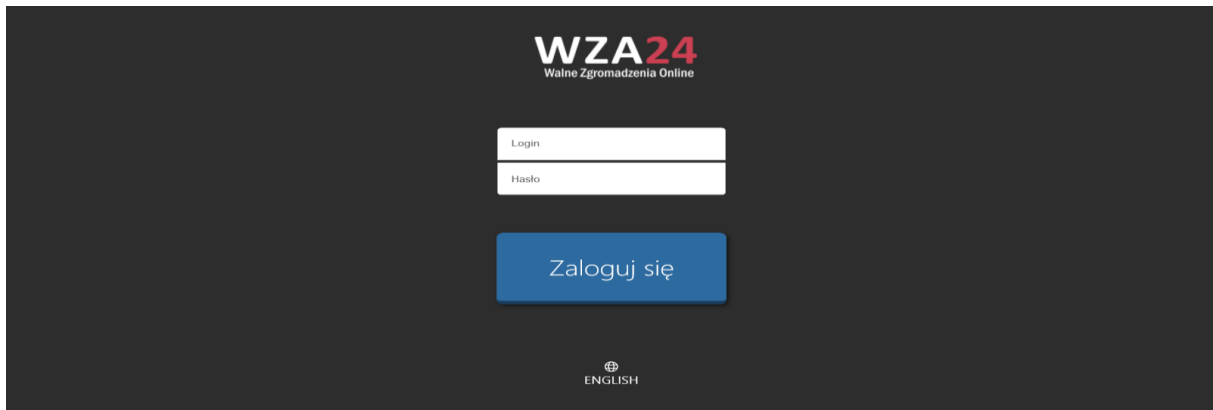 WZA24
Walne Zgromadzenia Online
Login
Hasło
Zaloguj się
ENGLISH